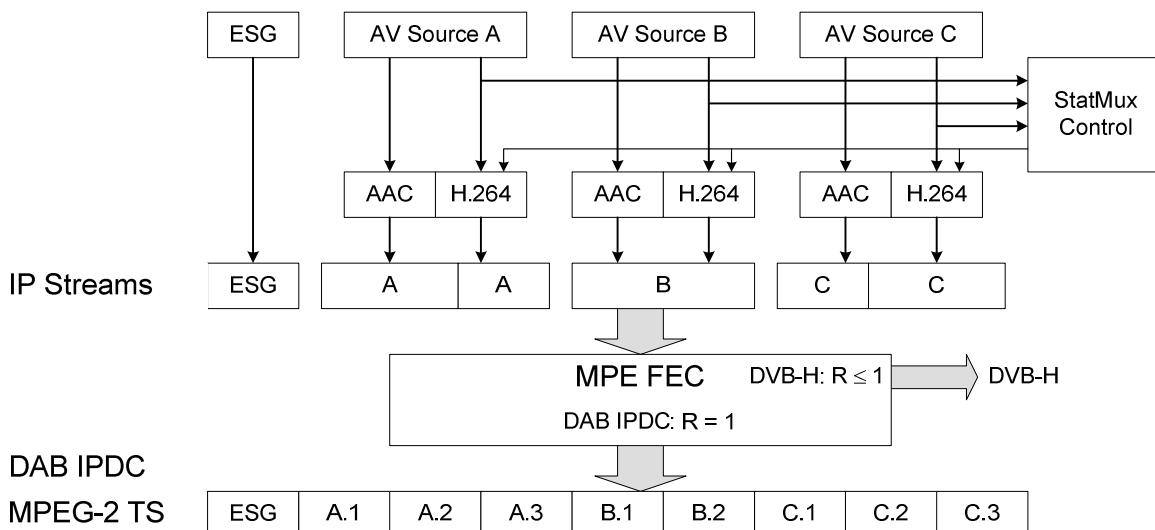 ESG AV Source A AV Source B AV Source C
StatMux
Control
AAC H.264 AAC H.264 AAC H.264
IP Streams ESG A A B C C
MPE FEC DVB-H: R ≤ 1 DVB-H
DAB IPDC: R = 1
DAB IPDC
MPEG-2 TS ESG A.1 A.2 A.3 B.1 B.2 C.1 C.2 C.3